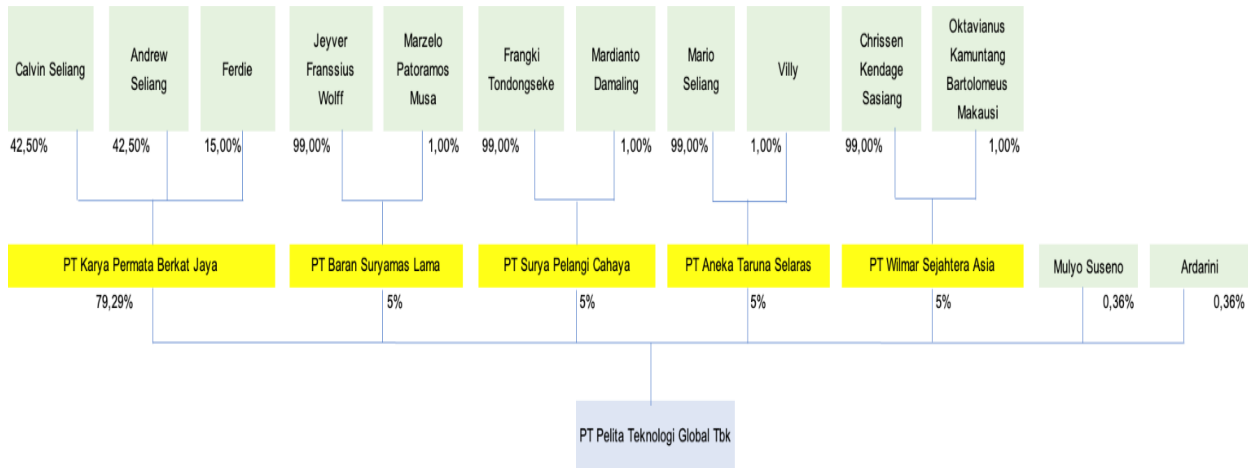 Calvin Seliang
Andrew
Seliang
Ferdie
Jeyver
Franssius
Wolff
Marzelo
Patoramos
Musa
Frangki
Tondongseke
Mardianto
Damaling
Mario
Seliang
Villy
Chrissen
Kendage
Sasiang
Oktavianus
Kamuntang
Bartolomeus
Makausi
42,50%
42,50%
15,00%
99,00%
1,00%
99,00%
1,00%
99,00%
1,00%
99,00%
1,00%
PT Karya Permata Berkat Jaya
PT Baran Suryamas Lama
PT Surya Pelangi Cahaya
PT Aneka Taruna Selaras
PT Wilmar Sejahtera Asia
Mulyo Suseno
Ardarini
79,29%
5%
5%
5%
5%
0,36%
0,36%
PT Pelita Teknologi Global Tbk